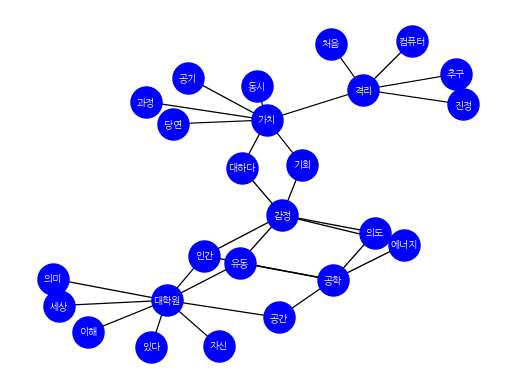 처음
컴퓨터
추구
진정
격리
공기
동시
과정
당연
가치
대하다
기회
감정
의도
에너지
인간
유동
공학
의미
세상
대학원
공간
이해
있다
자신